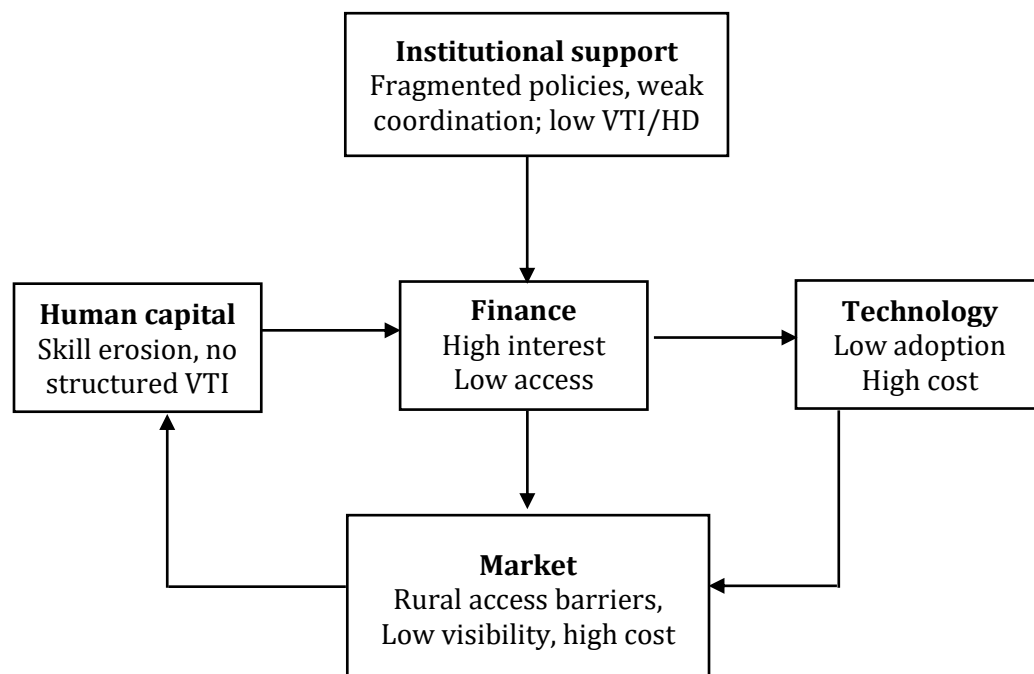 Institutional support
Fragmented policies, weak
coordination; low VTI/HD
Human capital
Skill erosion, no
structured VTI
Finance
High interest
Low access
Technology
Low adoption
High cost
Market
Rural access barriers,
Low visibility, high cost